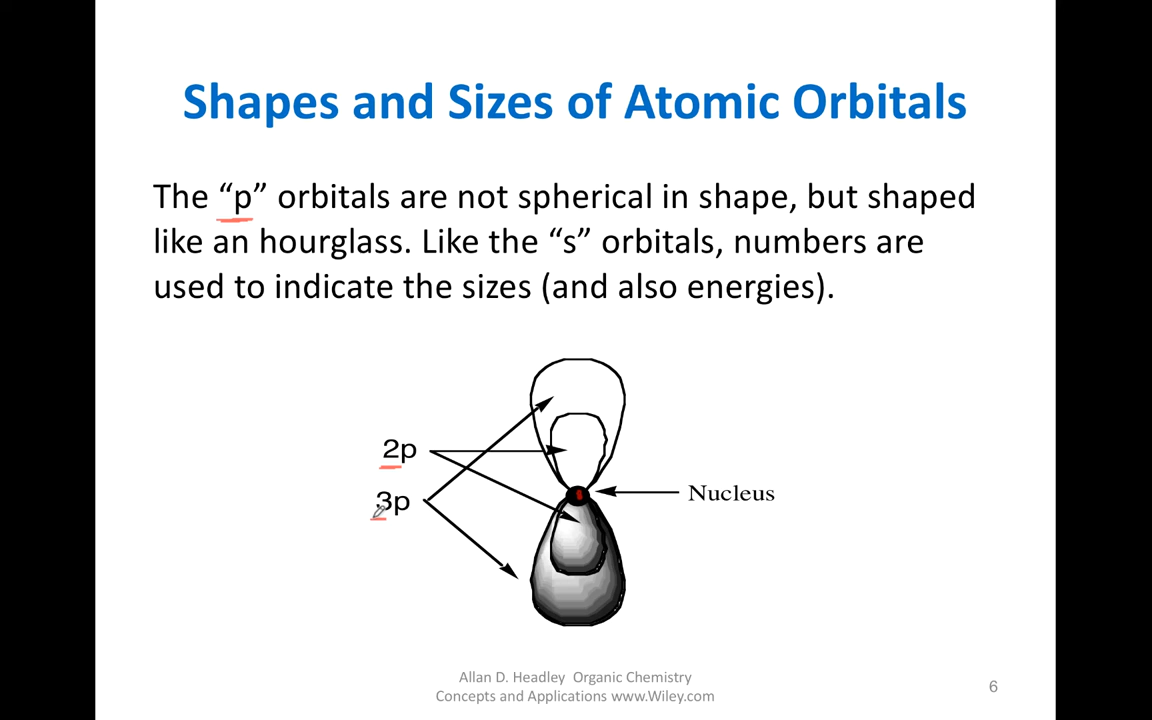 Shapes and Sizes of Atomic Orbitals
The “p” orbitals are not spherical in shape, but shaped
like an hourglass. Like the “s” orbitals, numbers are
used to indicate the sizes (and also energies).
2p
3p
Nucleus
Allan D. Headley  Organic Chemistry
Concepts and Applications www.Wiley.com
6